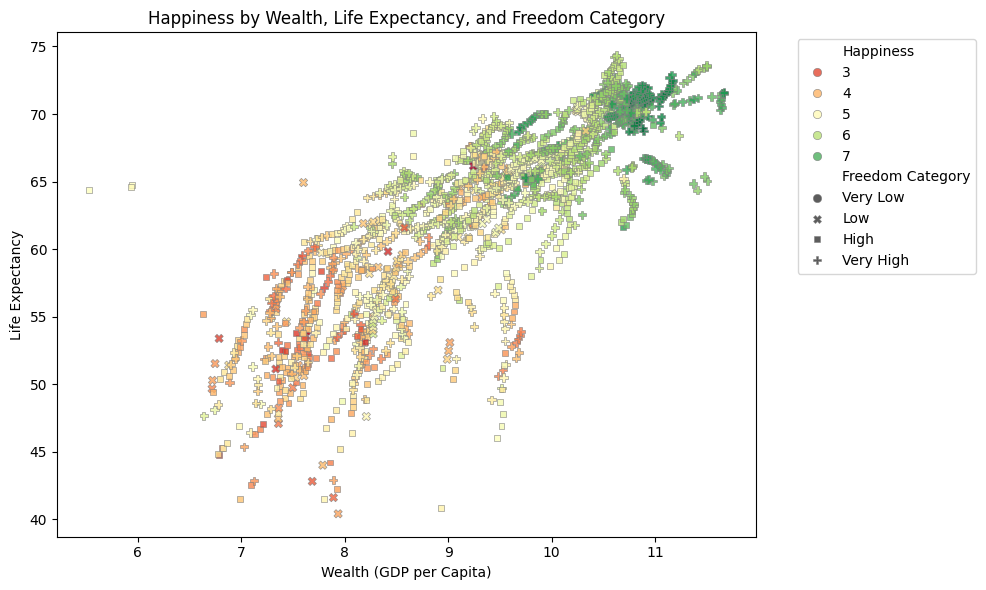 Happiness by Wealth, Life Expectancy, and Freedom Category
75
70
65
60
55
50
45
40
Life Expectancy
6 7 8 9 10 11
Wealth (GDP per Capita)
Happiness
3
4
5
6
7
Freedom Category
Very Low
Low
High
Very High